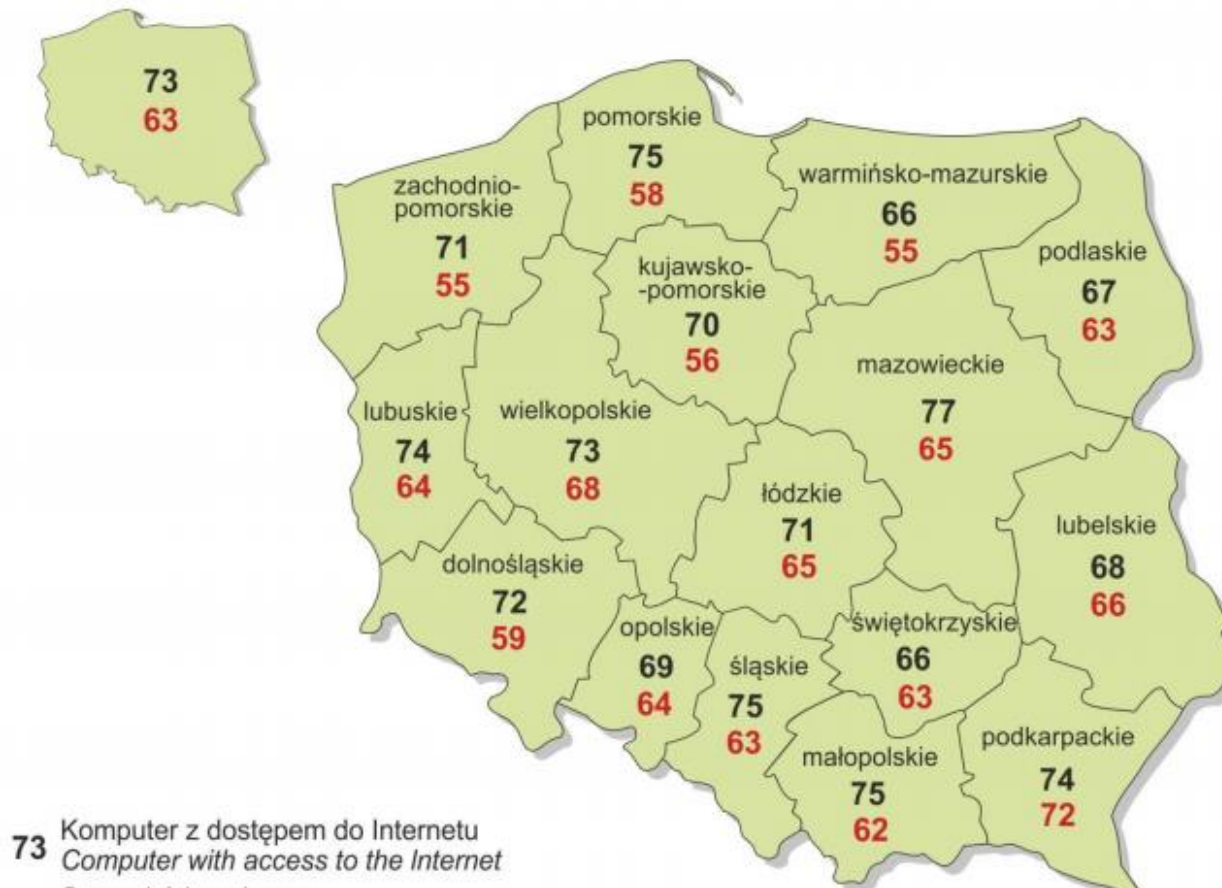 73
63
pomorskie
75
58
warmińsko-mazurskie
66
55
zachodnio-
pomorskie
71
55
kujawsko-
-pomorskie
70
56
podlaskie
67
63
mazowieckie
77
65
lubuskie
74
64
wielkopolskie
73
68
łódzkie
71
65
lubelskie
68
66
dolnośląskie
72
59
opolskie
69
64
śląskie
75
63
świętokrzyskie
66
63
małopolskie
75
62
podkarpackie
74
72
73 Komputer z dostępem do Internetu
Computer with access to the Internet